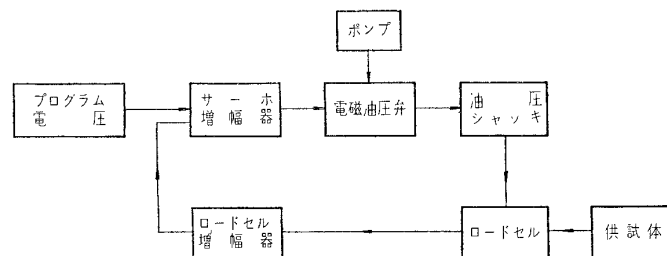 ポンプ
プログラム
電圧
サーホ
増幅器
電磁油圧弁
油圧
シャッキ
ロードセル
増幅器
ロードセル
供試体